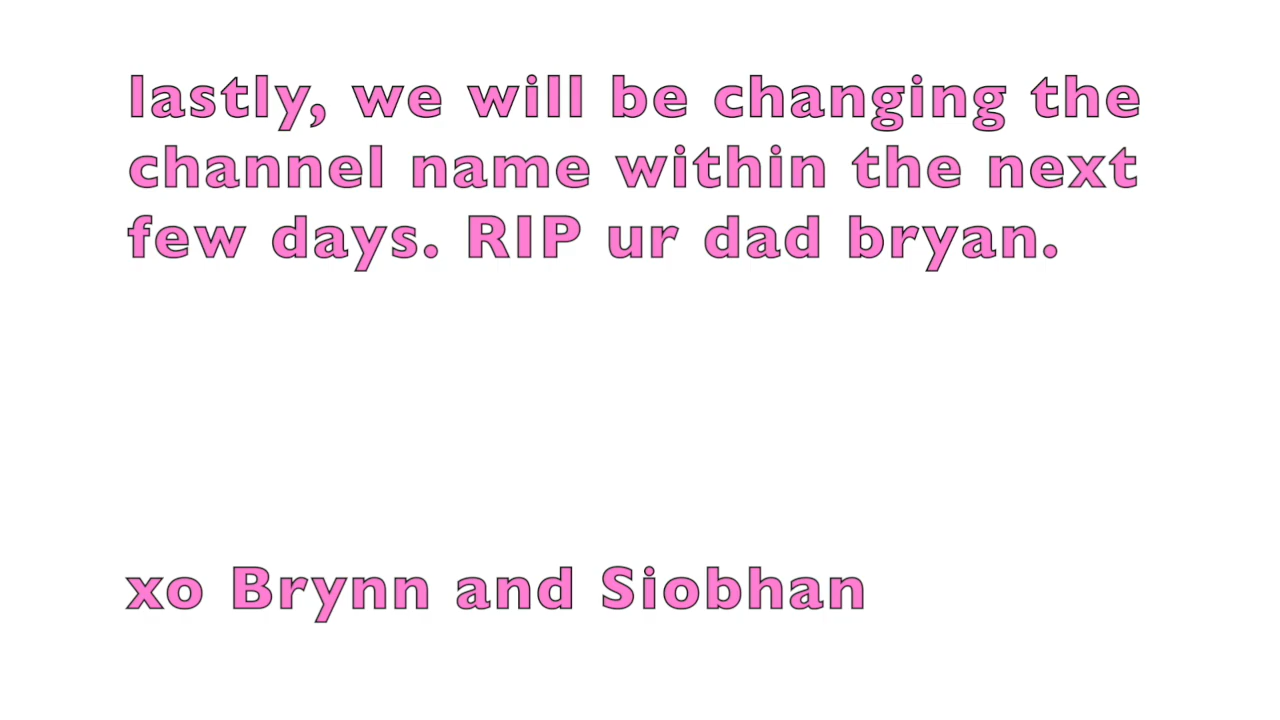 lastly, we will be changing the
channel name within the next
few days. RIP ur dad bryan.
xo Brynn and Siobhan